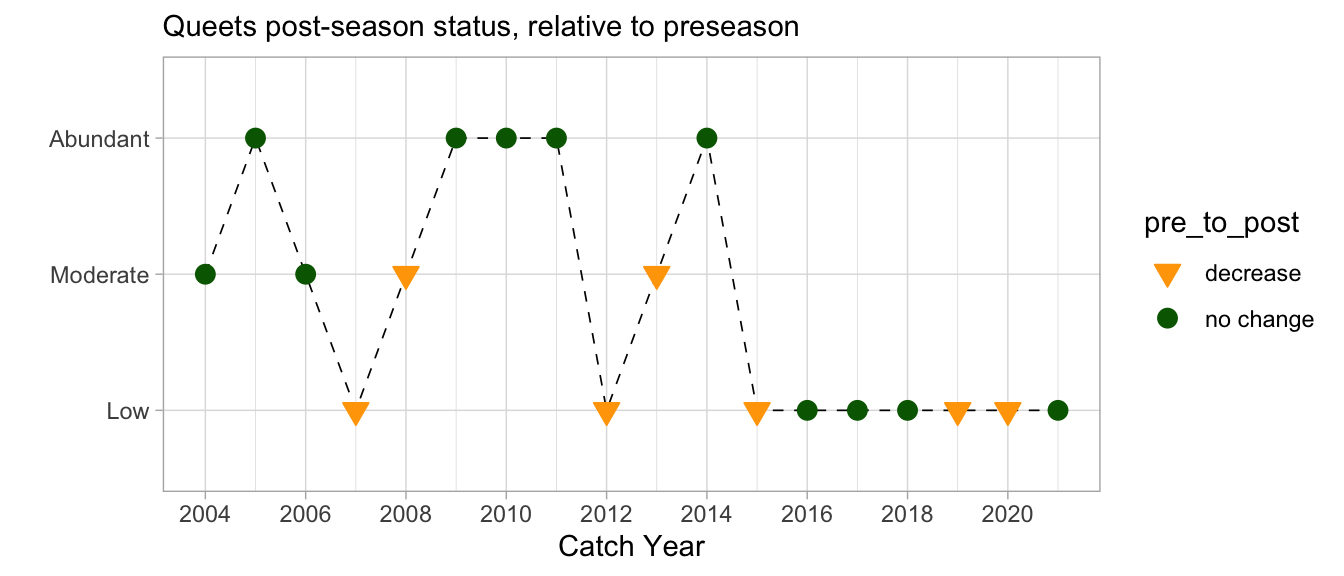 Queets post-season status, relative to preseason
Abundant
Moderate
Low
2004 2006 2008 2010 2012 2014 2016 2018 2020
Catch Year
pre_to_post
decrease
no change